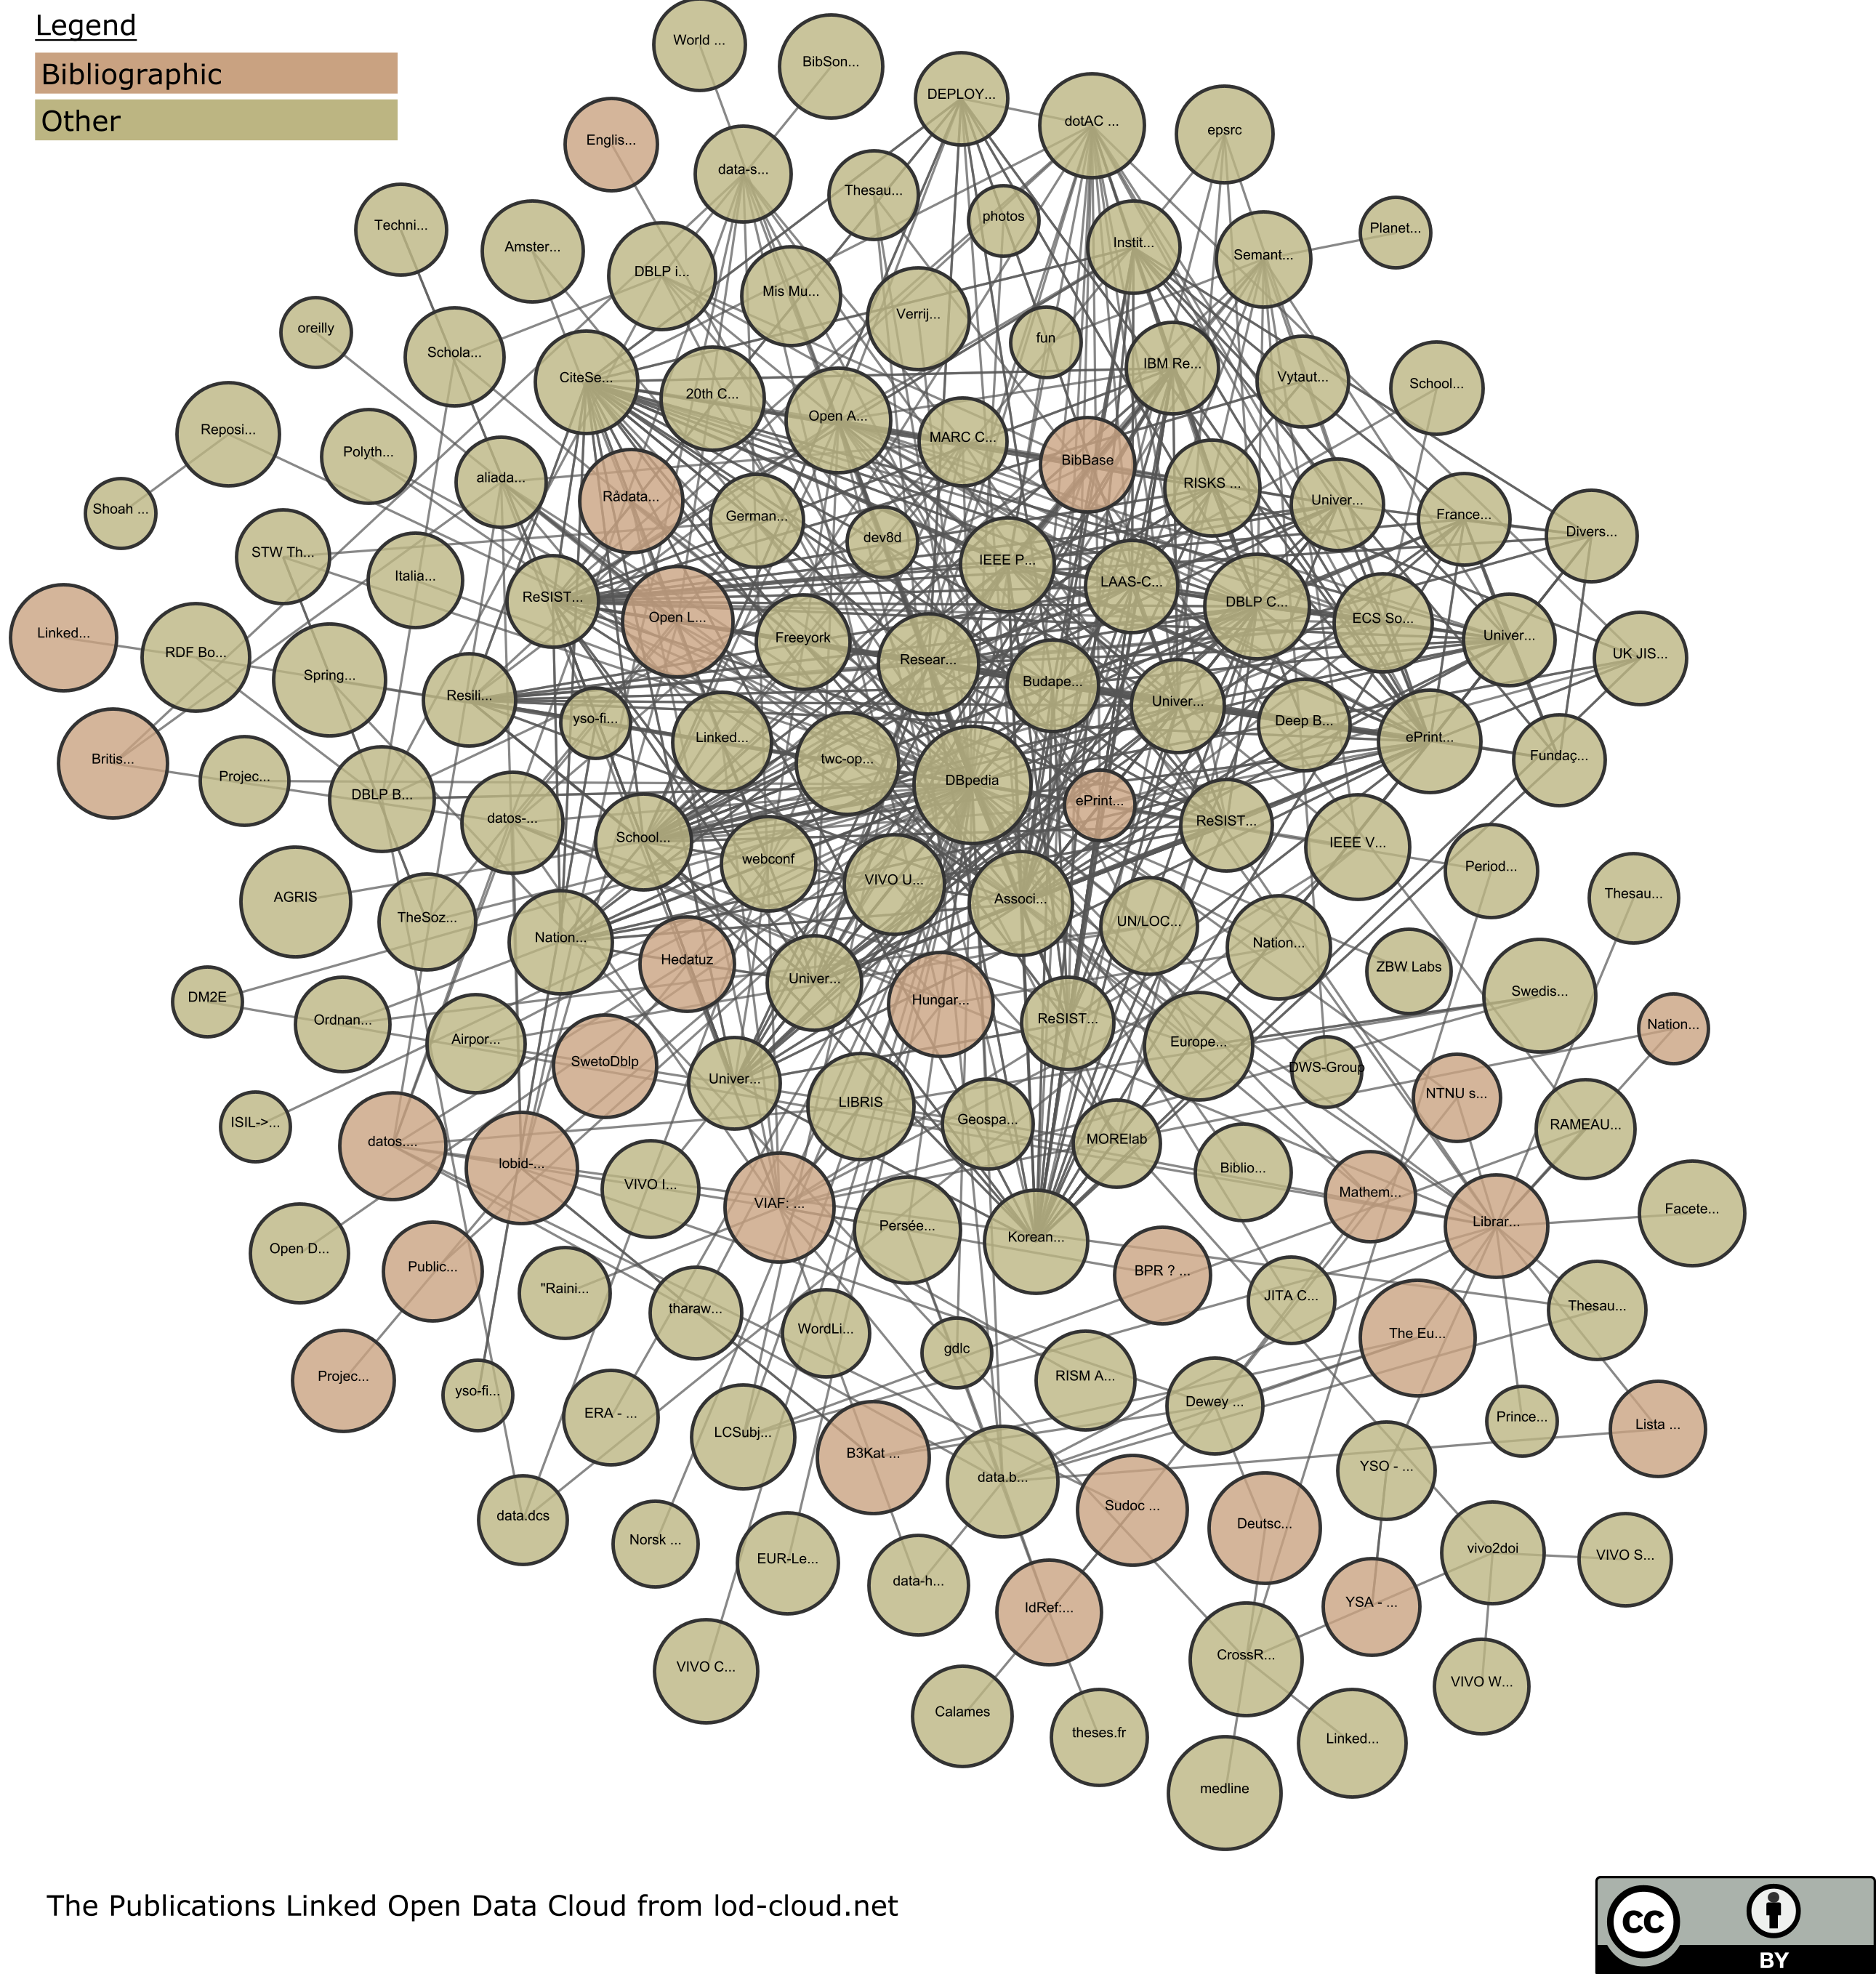 Legend
Bibliographic
Other
World ...
BibSon...
DEPLOY...
dotAC ...
epsrc
Englis...
data-s...
Thesau...
photos
Instit...
Semant...
Planet...
Techni...
Amster...
DBLP i...
Mis Mu...
Verrij...
oreilly
Schola...
CiteSe...
20th C...
Open A...
fun
IBM Re...
Vytaut...
School...
Reposi...
Polyth...
aliada...
Rådata...
German...
MARC C...
BibBase
RISKS ...
Univer...
France...
Divers...
Shoah ...
STW Th...
Italia...
ReSIST...
dev8d
IEEE P...
LAAS-C...
DBLP C...
ECS So...
Univer...
UK JIS...
Linked...
RDF Bo...
Spring...
Resili...
Open L...
Freeyork
Resear...
Budape...
Univer...
Deep B...
ePrint...
Fundaç...
Britis...
Projec...
DBLP B...
datos-...
yso-fi...
Linked...
twc-op...
DBpedia
ePrint...
ReSIST...
IEEE V...
Period...
Thesau...
AGRIS
TheSoz...
Nation...
School...
webconf
VIVO U...
Associ...
UN/LOC...
Nation...
ZBW Labs
Swedis...
Nation...
DM2E
Ordnan...
Airpor...
SwetoDblp
Hedatuz
Univer...
Hungar...
ReSIST...
Europe...
DWS-Group
NTNU s...
RAMEAU...
ISIL->...
datos....
lobid-...
VIVO I...
Univer...
LIBRIS
Geospa...
MORElab
Biblio...
Mathem...
Librar...
Facete...
Open D...
Public...
"Raini...
VIAF: ...
Persée...
Korean...
BPR ? ...
JITA C...
The Eu...
Thesau...
Projec...
yso-fi...
tharaw...
WordLi...
gdlc
RISM A...
Dewey ...
Prince...
Lista ...
ERA - ...
LCSubj...
B3Kat ...
data.b...
Sudoc ...
Deutsc...
YSO - ...
data.dcs
Norsk ...
EUR-Le...
data-h...
IdRef:...
YSA - ...
vivo2doi
VIVO S...
VIVO C...
Calames
theses.fr
CrossR...
Linked...
VIVO W...
medline
The Publications Linked Open Data Cloud from lod-cloud.net
cc
BY